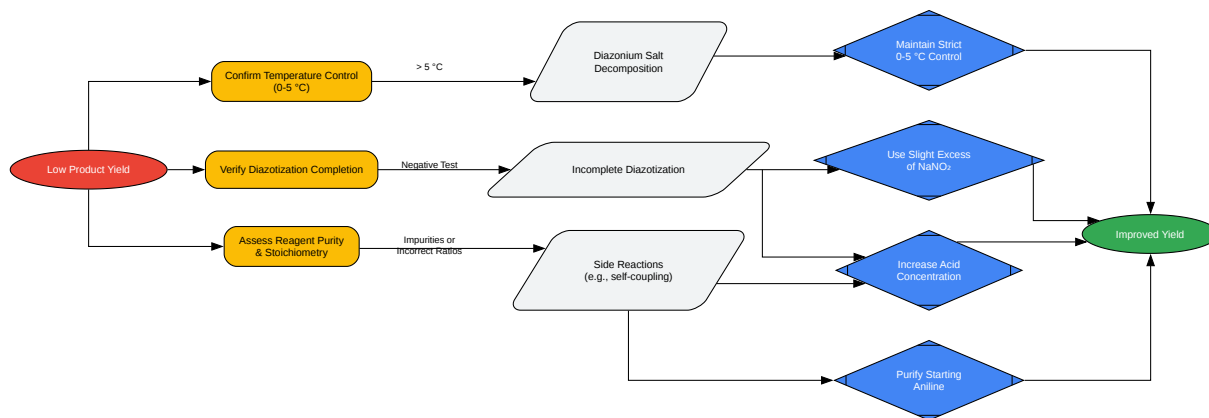 Low Product Yield
Confirm Temperature Control
(0-5 °C)
> 5 °C
Diazonium Salt
Decomposition
Maintain Strict
0-5 °C Control
Verify Diazotization Completion
Negative Test
Incomplete Diazotization
Use Slight Excess
of NaNO₂
Assess Reagent Purity
& Stoichiometry
Impurities or
Incorrect Ratios
Side Reactions
(e.g., self-coupling)
Increase Acid
Concentration
Purify Starting
Aniline
Improved Yield